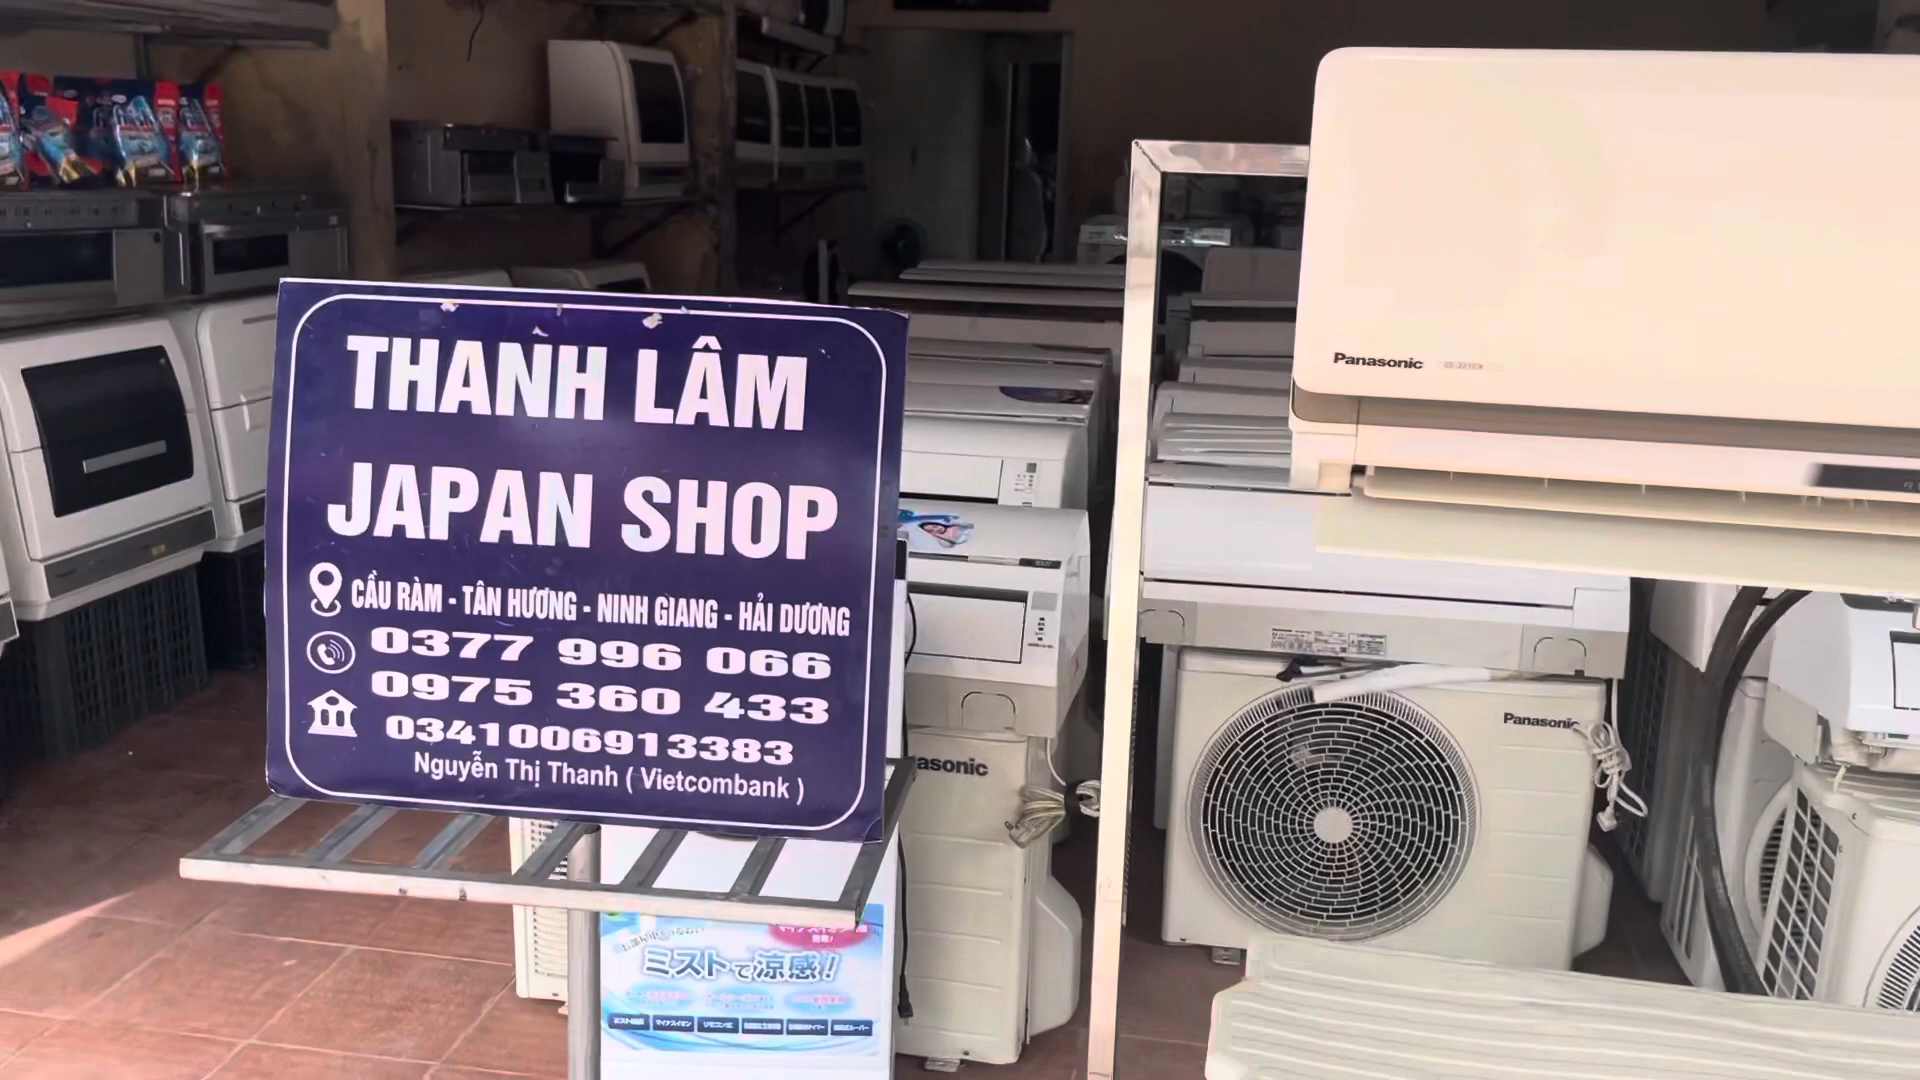 THANH LÂM
JAPAN SHOP
CẦU RÀM - TÂN HƯƠNG - NINH GIANG - HẢI DƯƠNG
0377 996 066
0975 360 433
0341006913383
Nguyễn Thị Thanh ( Vietcombank )
Panasonic
Panasonic
asonic
ミストで涼感!